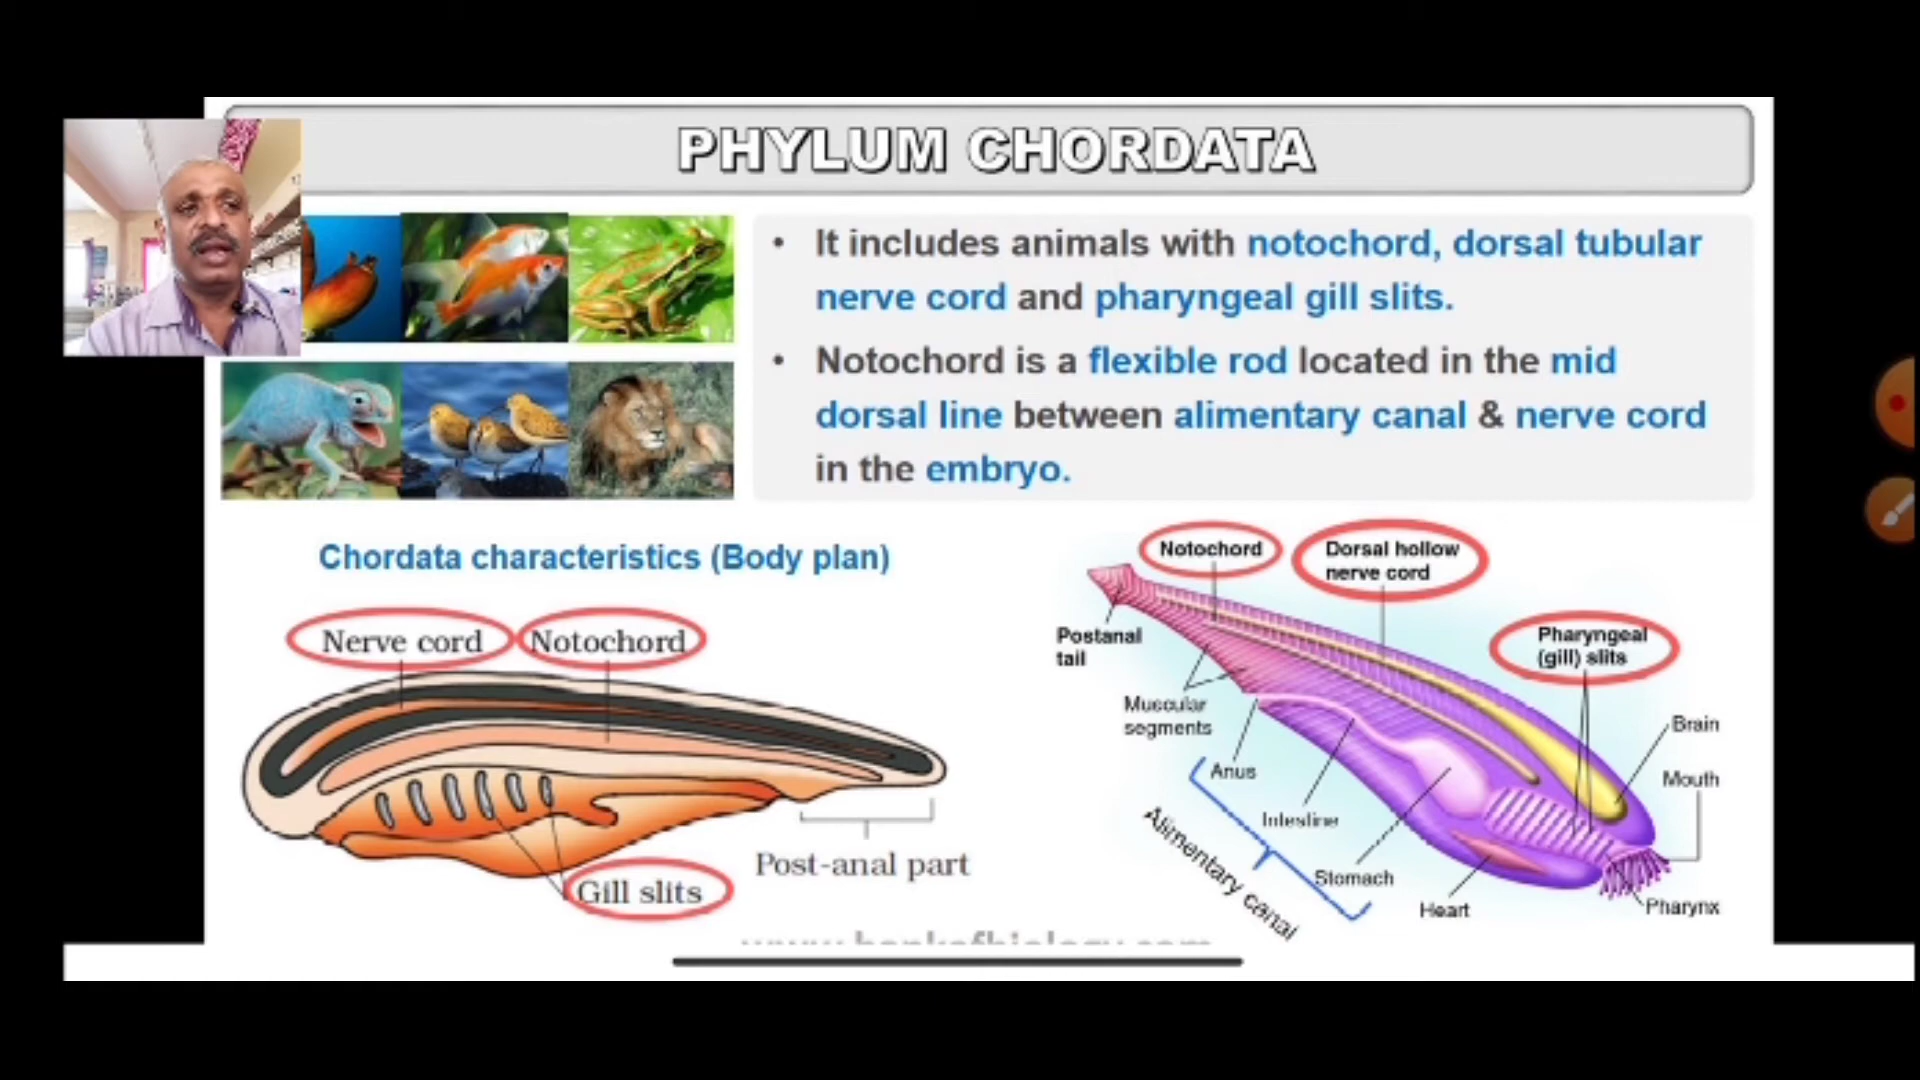 PHYLUM CHORDATA
• It includes animals with notochord, dorsal tubular
nerve cord and pharyngeal gill slits.
• Notochord is a flexible rod located in the mid
dorsal line between alimentary canal & nerve cord
in the embryo.
Chordata characteristics (Body plan)
Nerve cord
Notochord
Gill slits
Post-anal part
Notochord
Dorsal hollow
nerve cord
Pharyngeal
(gill) slits
Postanal
tail
Muscular
segments
Brain
Mouth
Anus
Intestine
Stomach
Heart
Pharynx
Alimentary canal